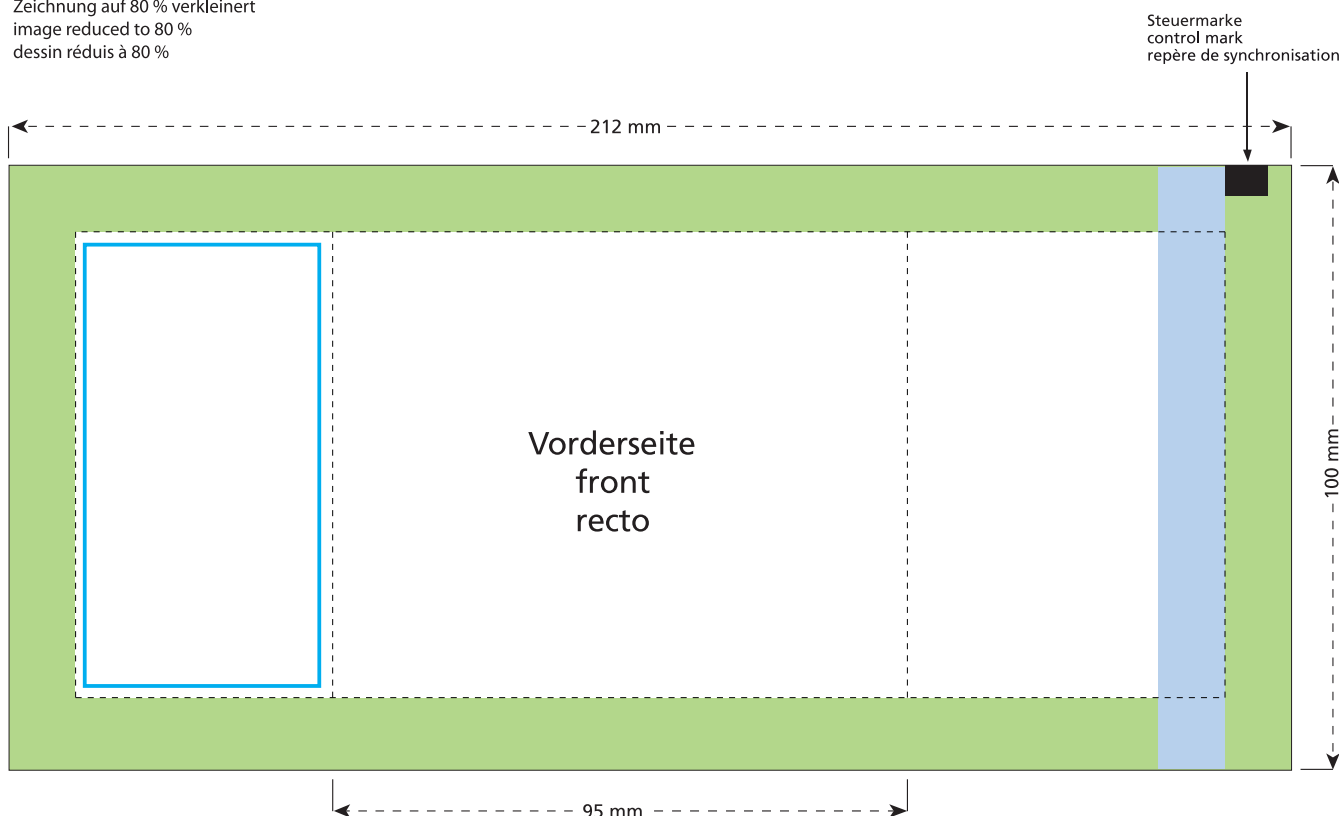 Zeichnung auf 80 % verkleinert
image reduced to 80 %
dessin réduis à 80 %
Steuermarke
control mark
repère de synchronisation
212 mm
Vorderseite
front
recto
100 mm
95 mm